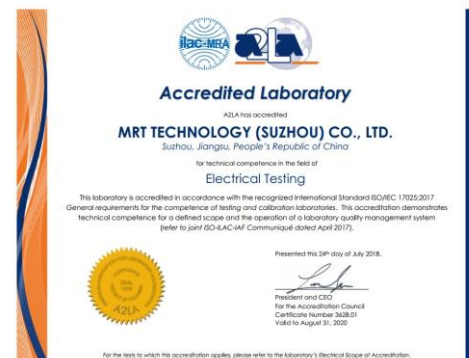 ilac-MRA
A2LA
Accredited Laboratory
A2LA has accredited
MRT TECHNOLOGY (SUZHOU) CO., LTD.
Suzhou, Jiangsu, People's Republic of China
for technical competence in the field of
Electrical Testing
This laboratory is accredited in accordance with the recognized International Standard ISO/IEC 17025:2017
General requirements for the competence of testing and calibration laboratories. This accreditation demonstrates
technical competence for a defined scope and the operation of a laboratory quality management system
(refer to joint ISO-ILAC-IAF Communiqué dated April 2017).
Presented this 24th day of July 2018.
President and CEO
For the Accreditation Council
Certificate Number 3628.01
Valid to August 31, 2020
SEAL
1978
A2LA
For the tests to which this accreditation applies, please refer to the laboratory's Electrical Scope of Accreditation.